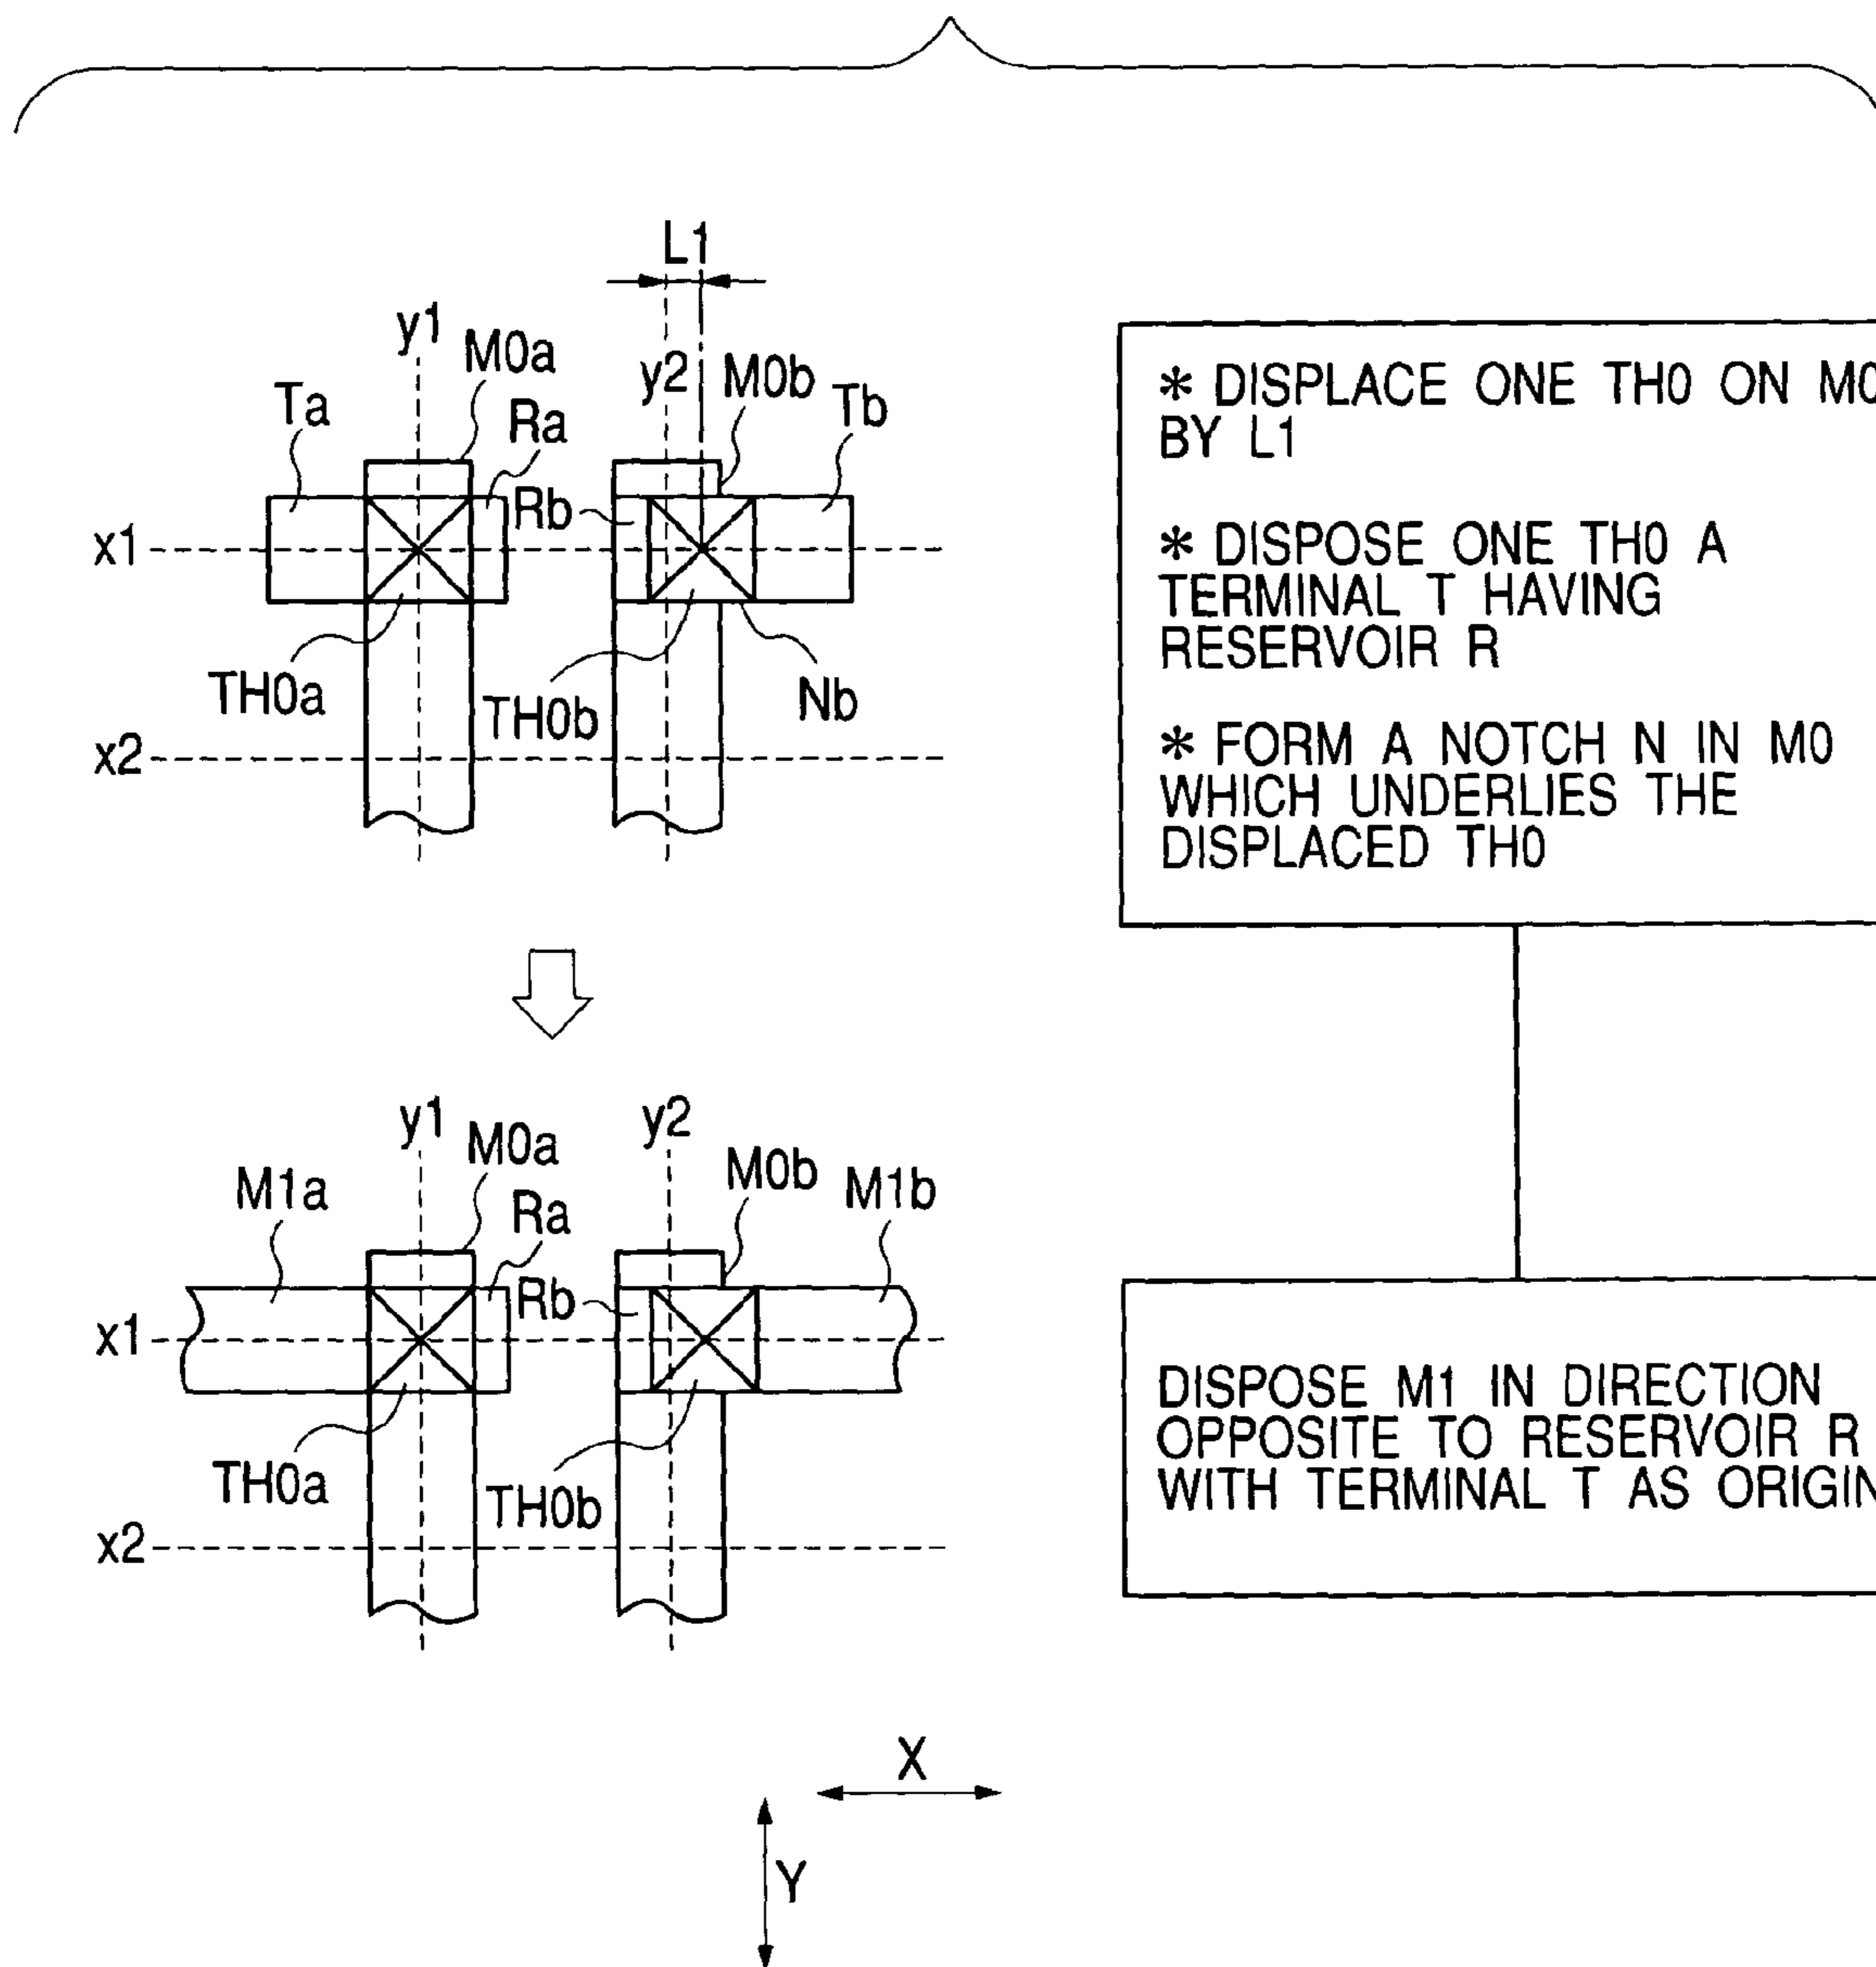 L1
y1
M0a
y2
M0b
Ta
Ra
Tb
Rb
x1
TH0a
TH0b
Nb
x2
* DISPLACE ONE TH0 ON M0
BY L1
* DISPOSE ONE TH0 A
TERMINAL T HAVING
RESERVOIR R
* FORM A NOTCH N IN M0
WHICH UNDERLIES THE
DISPLACED TH0
y1
M0a
y2
M0b
M1a
Ra
M1b
Rb
x1
TH0a
TH0b
x2
DISPOSE M1 IN DIRECTION
OPPOSITE TO RESERVOIR R
WITH TERMINAL T AS ORIGIN
X
Y